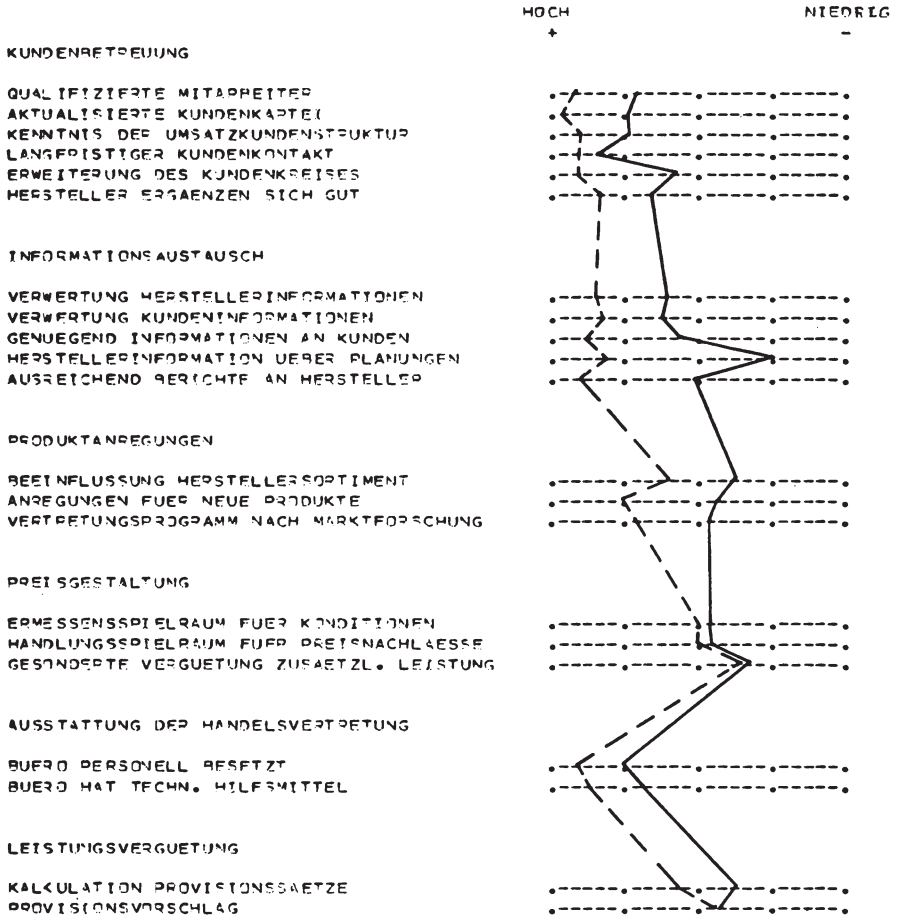 HOCH NIEDRIG
+ -
KUNDENBETREUUNG
QUALIFIZIERTE MITARBEITER
AKTUALISIERTE KUNDENKARTEI
KENNTNIS DER UMSATZKUNDENSTRUKTUR
LANGFRISTIGER KUNDENKONTAKT
ERWEITERUNG DES KUNDENKREISES
HERSTELLER ERGAENZEN SICH GUT
INFORMATIONSAUSTAUSCH
VERWERTUNG HERSTELLERINFORMATIONEN
VERWERTUNG KUNDENINFORMATIONEN
GENUEGEND INFORMATIONEN AN KUNDEN
HERSTELLERINFORMATION UEBER PLANUNGEN
AUSREICHEND BERICHTE AN HERSTELLER
PRODUKTANREGUNGEN
BEEINFLUSSUNG HERSTELLERSORTIMENT
ANREGUNGEN FUER NEUE PRODUKTE
VERTRETUNGSPROGRAMM NACH MARKTFORSCHUNG
PREISGESTALTUNG
ERMESSENSSPIELRAUM FUER KONDITIONEN
HANDLUNGSSPIELRAUM FUER PREISNACHLAESSE
GESONDERTE VERGUETUNG ZUSAETZL. LEISTUNG
AUSSTATTUNG DER HANDELSVERTRETUNG
BUERO PERSONELL BESETZT
BUERO HAT TECHN. HILFSMITTEL
LEISTUNGSVERGUETUNG
KALKULATION PROVISIONSSAETZE
PROVISIONSVORSCHLAG